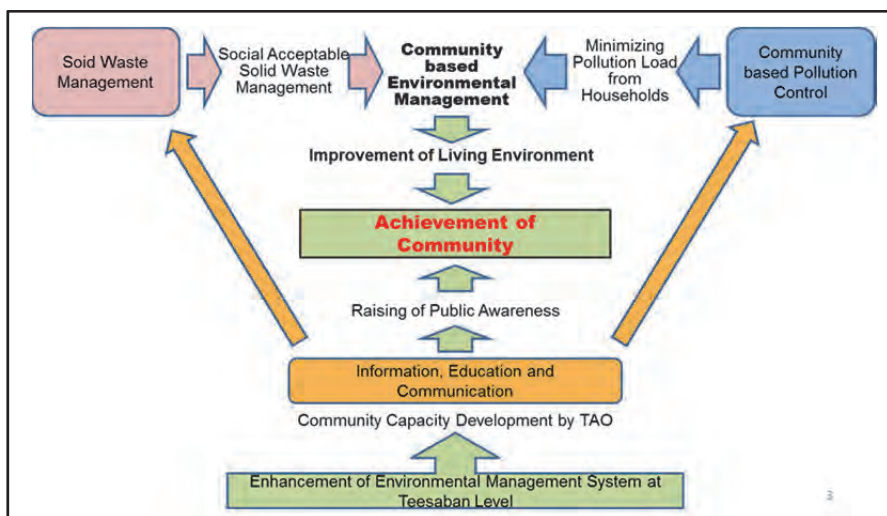 Soid Waste
Management
Social Acceptable
Solid Waste
Management
Community
based
Environmental
Management
Minimizing
Pollution Load
from
Households
Community
based Pollution
Control
Improvement of Living Environment
Achievement of
Community
Raising of Public Awareness
Information, Education and
Communication
Community Capacity Development by TAO
Enhancement of Environmental Management System at
Teesaban Level
3